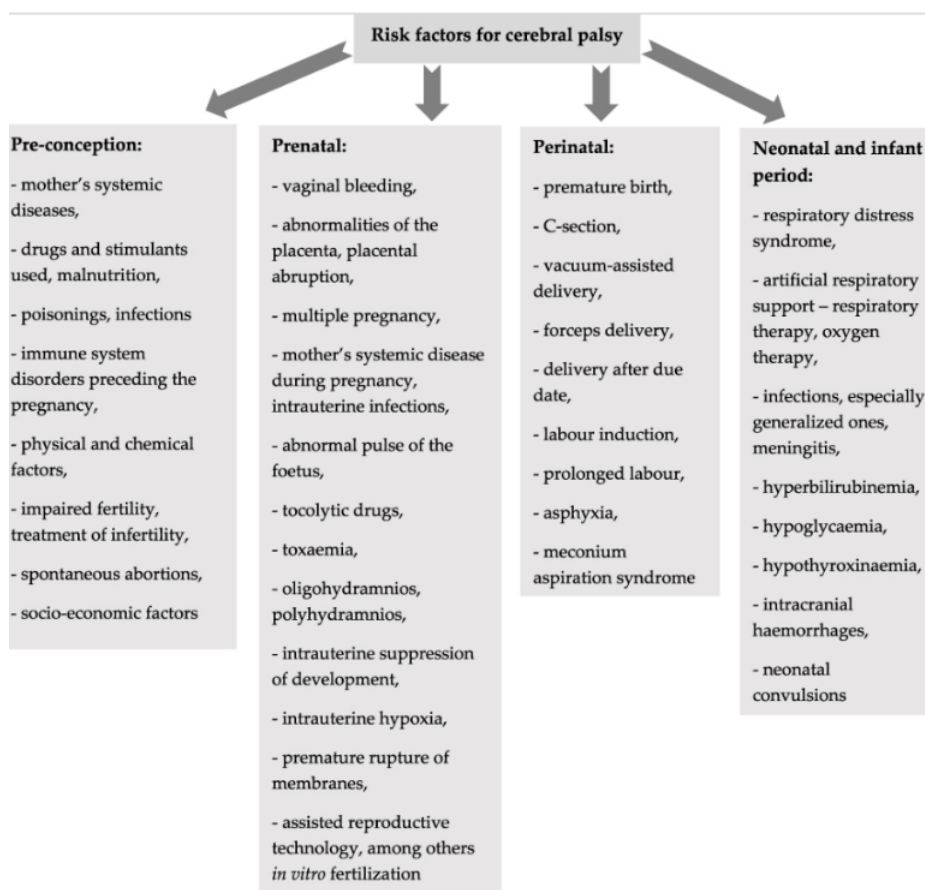 Risk factors for cerebral palsy
Pre-conception:
- mother's systemic
diseases,
- drugs and stimulants
used, malnutrition,
- poisonings, infections
- immune system
disorders preceding the
pregnancy,
- physical and chemical
factors,
- impaired fertility,
treatment of infertility,
- spontaneous abortions,
- socio-economic factors
Prenatal:
- vaginal bleeding,
- abnormalities of the
placenta, placental
abruption,
- multiple pregnancy,
- mother's systemic disease
during pregnancy,
intrauterine infections,
- abnormal pulse of the
foetus,
- tocolytic drugs,
- toxaemia,
- oligohydramnios,
polyhydramnios,
- intrauterine suppression
of development,
- intrauterine hypoxia,
- premature rupture of
membranes,
- assisted reproductive
technology, among others
in vitro fertilization
Perinatal:
- premature birth,
- C-section,
- vacuum-assisted
delivery,
- forceps delivery,
- delivery after due
date,
- labour induction,
- prolonged labour,
- asphyxia,
- meconium
aspiration syndrome
Neonatal and infant
period:
- respiratory distress
syndrome,
- artificial respiratory
support – respiratory
therapy, oxygen
therapy,
- infections, especially
generalized ones,
meningitis,
- hyperbilirubinemia,
- hypoglycaemia,
- hypothyroxinaemia,
- intracranial
haemorrhages,
- neonatal
convulsions